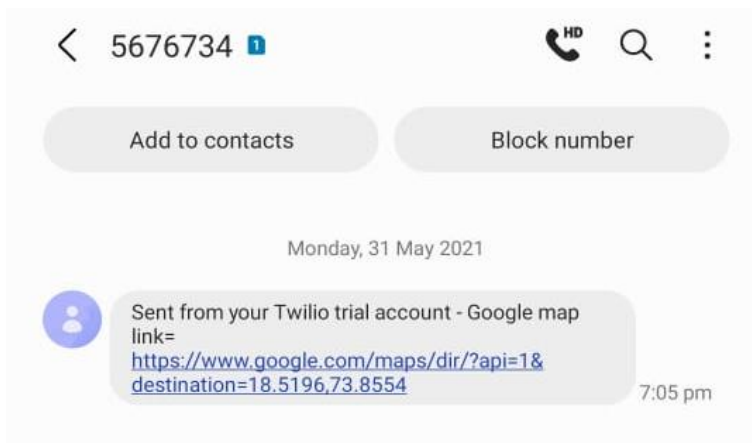 5676734 1 HD
Add to contacts Block number
Monday, 31 May 2021
Sent from your Twilio trial account - Google map
link=
https://www.google.com/maps/dir/?api=1&
destination=18.5196,73.8554
7:05 pm